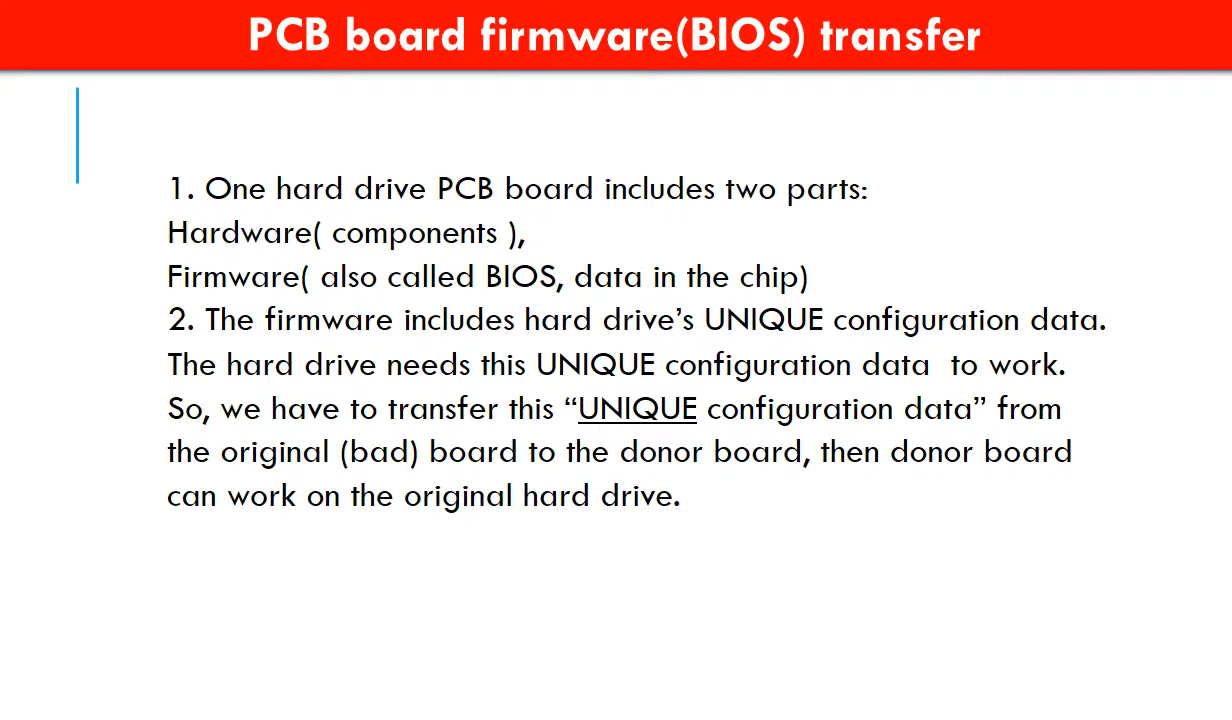 PCB board firmware(BIOS) transfer
1. One hard drive PCB board includes two parts:
Hardware( components ),
Firmware( also called BIOS, data in the chip)
2. The firmware includes hard drive’s UNIQUE configuration data.
The hard drive needs this UNIQUE configuration data  to work.
So, we have to transfer this “UNIQUE configuration data” from
the original (bad) board to the donor board, then donor board
can work on the original hard drive.